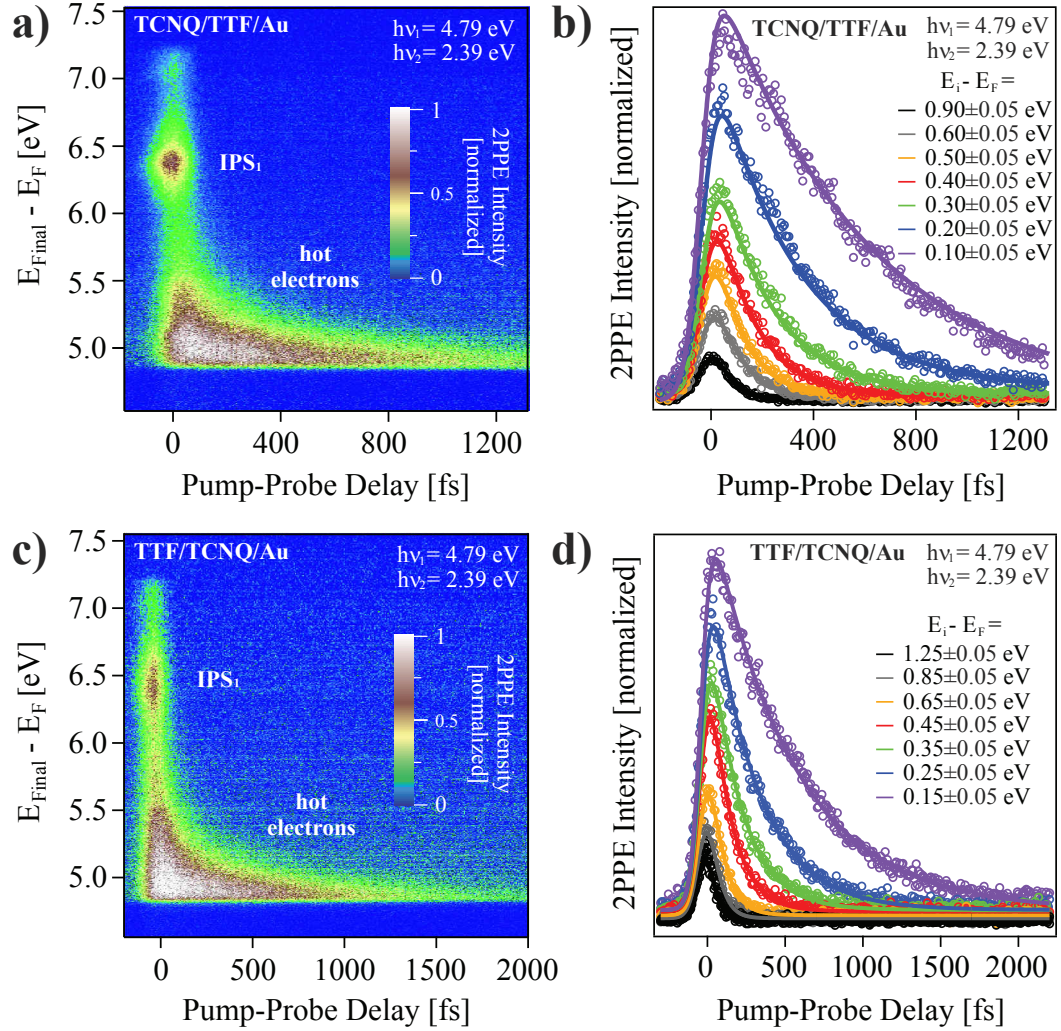 a)
TCNQ/TTF/Au
hν₁= 4.79 eV
hν₂= 2.39 eV
7.5
7.0
6.5
6.0
5.5
5.0
E_Final - E_F [eV]
IPS₁
hot
electrons
1
0.5
0
2PPE Intensity
[normalized]
0
400
800
1200
Pump-Probe Delay [fs]
b)
TCNQ/TTF/Au
hν₁= 4.79 eV
hν₂= 2.39 eV
E_i - E_F =
0.90±0.05 eV
0.60±0.05 eV
0.50±0.05 eV
0.40±0.05 eV
0.30±0.05 eV
0.20±0.05 eV
0.10±0.05 eV
2PPE Intensity [normalized]
0
400
800
1200
Pump-Probe Delay [fs]
c)
TTF/TCNQ/Au
hν₁= 4.79 eV
hν₂= 2.39 eV
7.5
7.0
6.5
6.0
5.5
5.0
E_Final - E_F [eV]
IPS₁
hot
electrons
1
0.5
0
2PPE Intensity
[normalized]
0
500
1000
1500
2000
Pump-Probe Delay [fs]
d)
TTF/TCNQ/Au
hν₁= 4.79 eV
hν₂= 2.39 eV
E_i - E_F =
1.25±0.05 eV
0.85±0.05 eV
0.65±0.05 eV
0.45±0.05 eV
0.35±0.05 eV
0.25±0.05 eV
0.15±0.05 eV
2PPE Intensity [normalized]
0
500
1000
1500
2000
Pump-Probe Delay [fs]